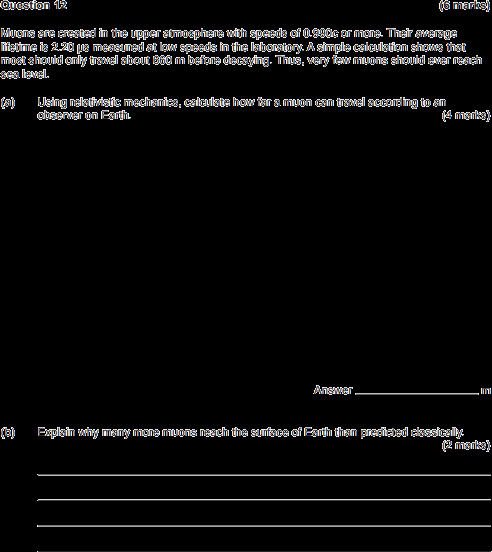 Question 12 (6 marks)
Muons are created in the upper atmosphere with speeds of 0.990c or more. Their average
lifetime is 2.20 µs measured at low speeds in the laboratory. A simple calculation shows that
most should only travel about 660 m before decaying. Thus, very few muons should ever reach
sea level.
(a) Using relativistic mechanics, calculate how far a muon can travel according to an
observer on Earth. (4 marks)
Answer m
(b) Explain why many more muons reach the surface of Earth than predicted classically.
(2 marks)